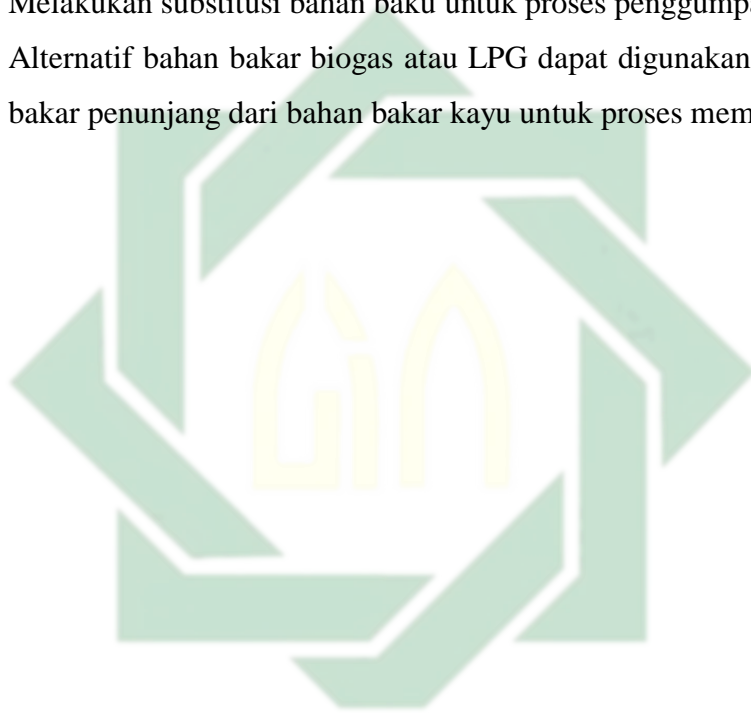 Melakukan substitusi bahan baku untuk proses penggumpa
Alternatif bahan bakar biogas atau LPG dapat digunakan
bakar penunjang dari bahan bakar kayu untuk proses mem